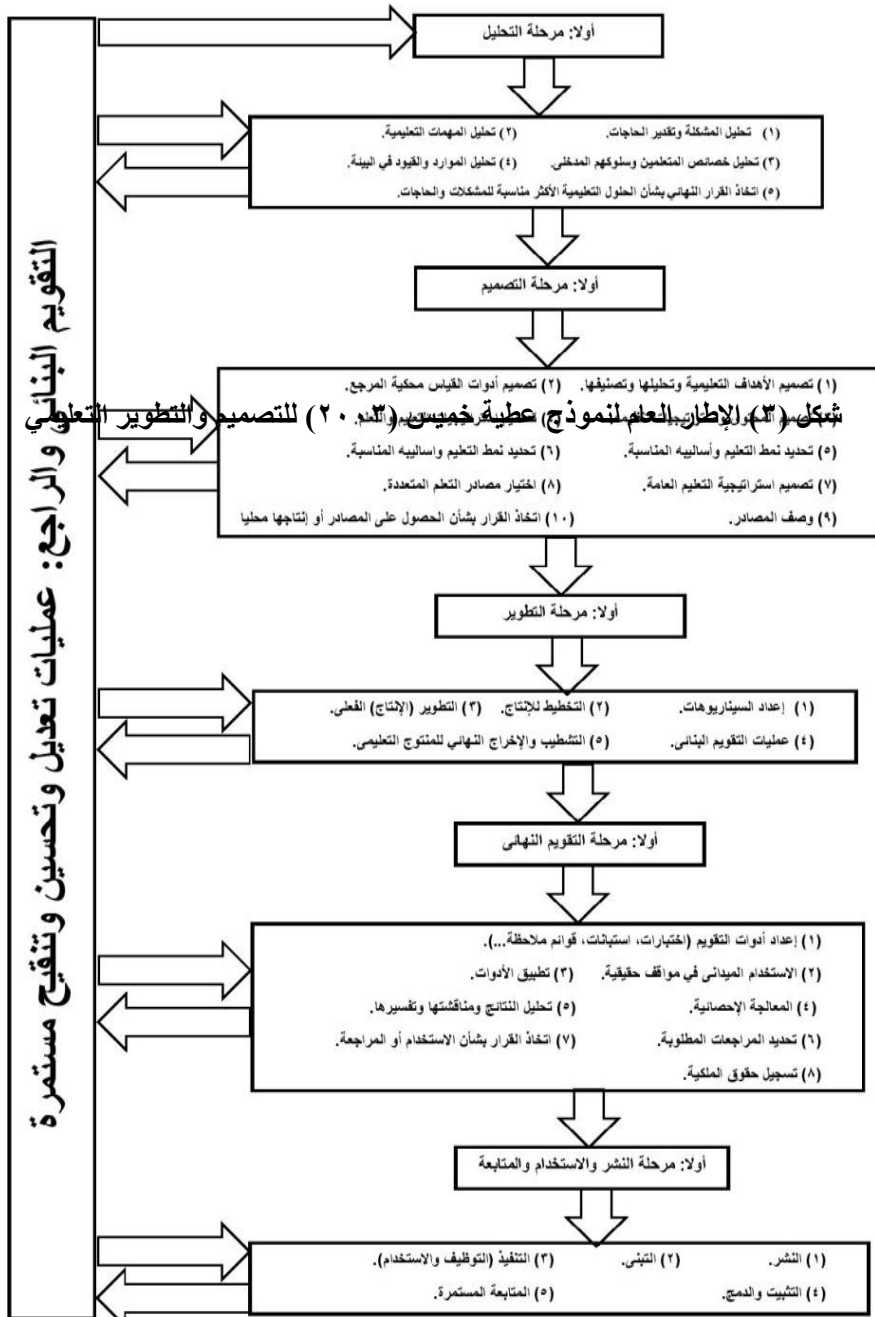 أولا: مرحلة التحليل
(١) تحليل المشكلة وتقدير الحاجات. (٢) تحليل المهمات التعليمية.
(٣) تحليل خصائص المتعلمين وسلوكهم المدخلى. (٤) تحليل الموارد والقيود في البيئة.
(٥) اتخاذ القرار النهائي بشأن الحلول التعليمية الأكثر مناسبة للمشكلات والحاجات.
أولا: مرحلة التصميم
(١) تصميم الأهداف التعليمية وتحليلها وتصنيفها. (٢) تصميم أدوات القياس محكية المرجع.
شكل (٣) الإطار العام لنموذج عطية خميس (٢٠٠٣) للتصميم والتطوير التعليمي
(٥) تحديد نمط التعليم وأساليبه المناسبة. (٦) تحديد نمط التعليم واساليبه المناسبة.
(٧) تصميم استراتيجية التعليم العامة. (٨) اختيار مصادر التعلم المتعددة.
(٩) وصف المصادر. (١٠) اتخاذ القرار بشأن الحصول على المصادر أو إنتاجها محليا
أولا: مرحلة التطوير
(١) إعداد السيناريوهات. (٢) التخطيط للإنتاج. (٣) التطوير (الإنتاج) الفعلى.
(٤) عمليات التقويم البنائى. (٥) التشطيب والإخراج النهائي للمنتوج التعليمى.
أولا: مرحلة التقويم النهائى
(١) إعداد أدوات التقويم (اختبارات، استبانات، قوائم ملاحظة...).
(٢) الاستخدام الميدانى في مواقف حقيقية. (٣) تطبيق الأدوات.
(٤) المعالجة الإحصائية. (٥) تحليل النتائج ومناقشتها وتفسيرها.
(٦) تحديد المراجعات المطلوبة. (٧) اتخاذ القرار بشأن الاستخدام أو المراجعة.
(٨) تسجيل حقوق الملكية.
أولا: مرحلة النشر والاستخدام والمتابعة
(١) النشر. (٢) التبنى. (٣) التنفيذ (التوظيف والاستخدام).
(٤) التثبيت والدمج. (٥) المتابعة المستمرة.
التقويم البنائي والراجع: عمليات تعديل وتحسين وتنقيح مستمرة